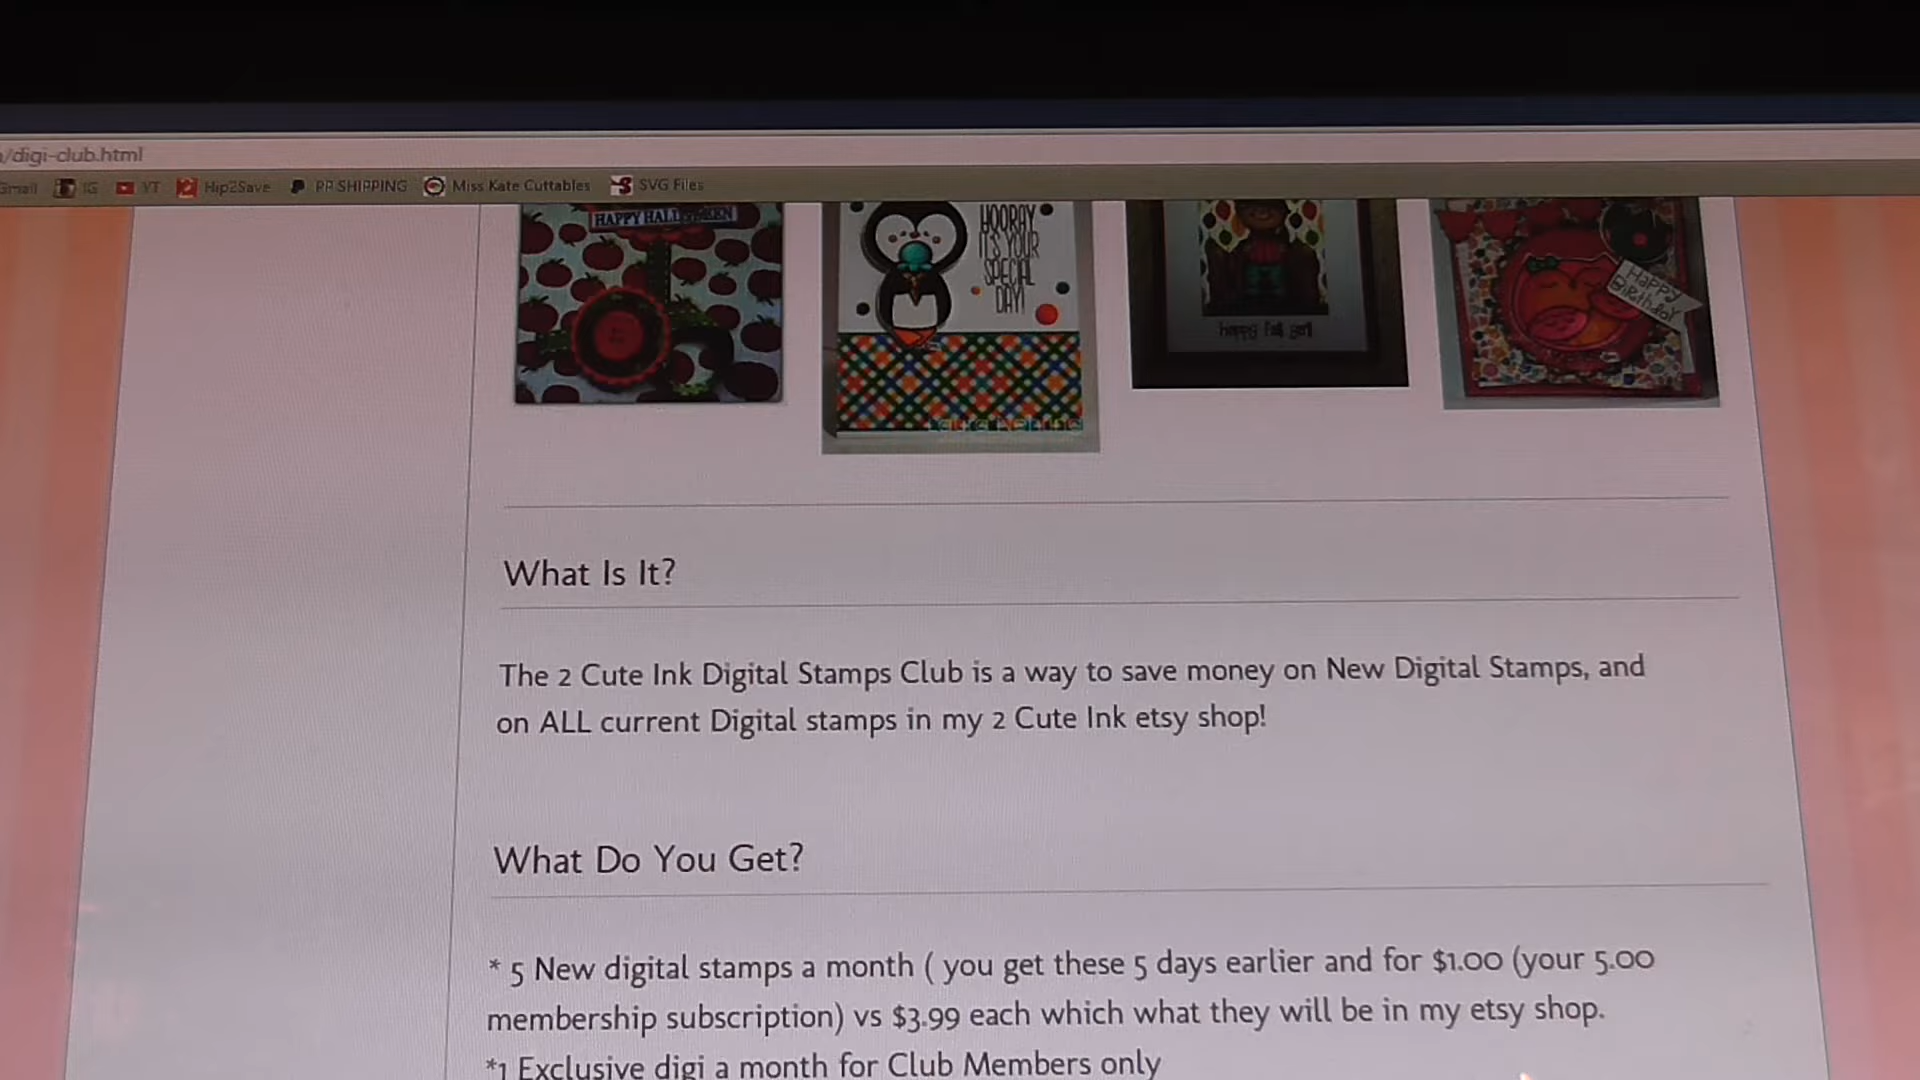 /digi-club.html
Gmail IG YT Hip2Save PP SHIPPING Miss Kate Cuttables SVG Files
HAPPY HALLOWEEN
HOORAY
IT'S YOUR
SPECIAL
DAY!
happy fall girl
Happy
Birthday
What Is It?
The 2 Cute Ink Digital Stamps Club is a way to save money on New Digital Stamps, and
on ALL current Digital stamps in my 2 Cute Ink etsy shop!
What Do You Get?
* 5 New digital stamps a month ( you get these 5 days earlier and for $1.00 (your 5.00
membership subscription) vs $3.99 each which what they will be in my etsy shop.
*1 Exclusive digi a month for Club Members only